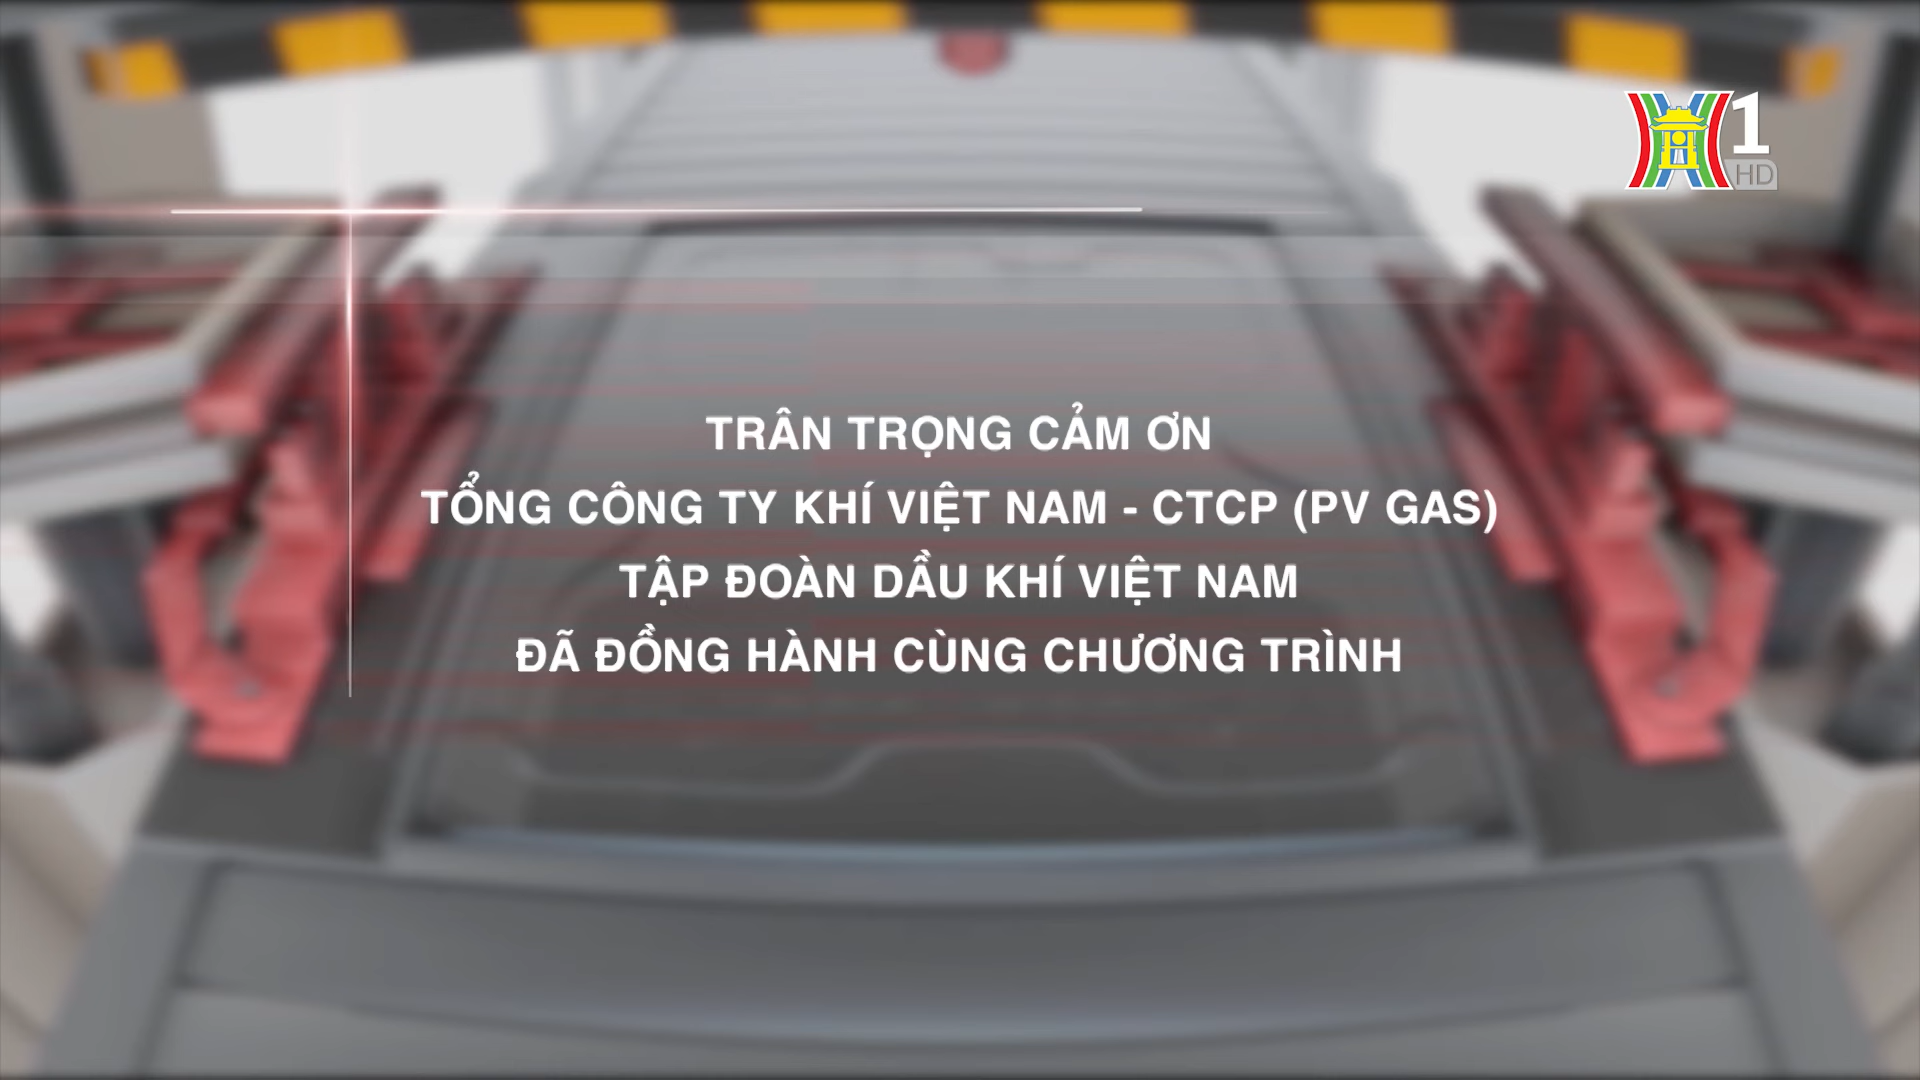 1
HD
TRÂN TRỌNG CẢM ƠN
TỔNG CÔNG TY KHÍ VIỆT NAM - CTCP (PV GAS)
TẬP ĐOÀN DẦU KHÍ VIỆT NAM
ĐÃ ĐỒNG HÀNH CÙNG CHƯƠNG TRÌNH